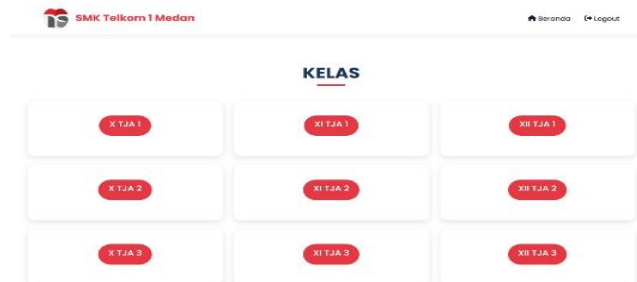 SMK Telkom 1 Medan
Beranda Logout
KELAS
X TJA 1 XI TJA 1 XII TJA 1
X TJA 2 XI TJA 2 XII TJA 2
X TJA 3 XI TJA 3 XII TJA 3